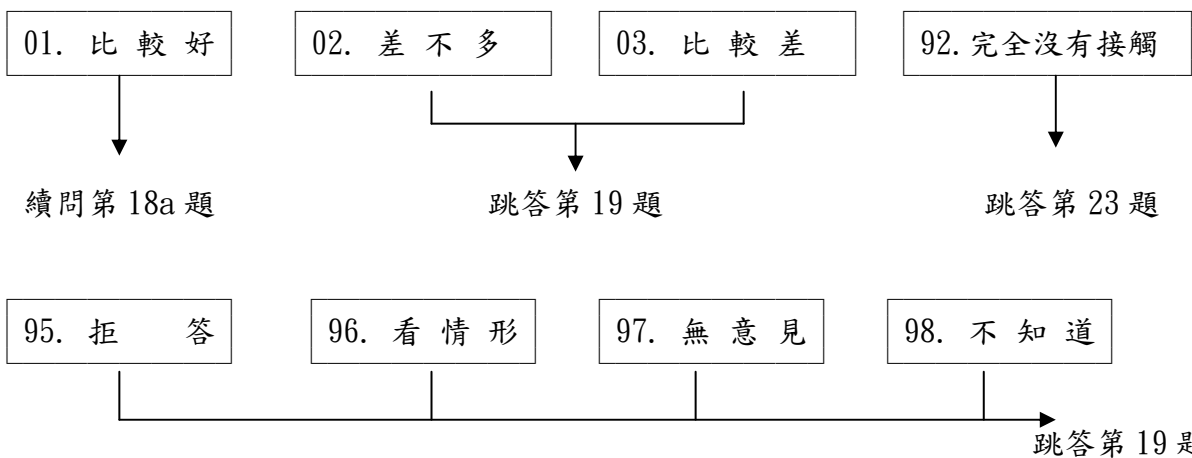 01. 比 較 好 02. 差 不 多 03. 比 較 差 92.完全沒有接觸
續問第 18a 題 跳答第 19 題 跳答第 23 題
95. 拒 答 96. 看 情 形 97. 無 意 見 98. 不 知 道
跳答第 19 題